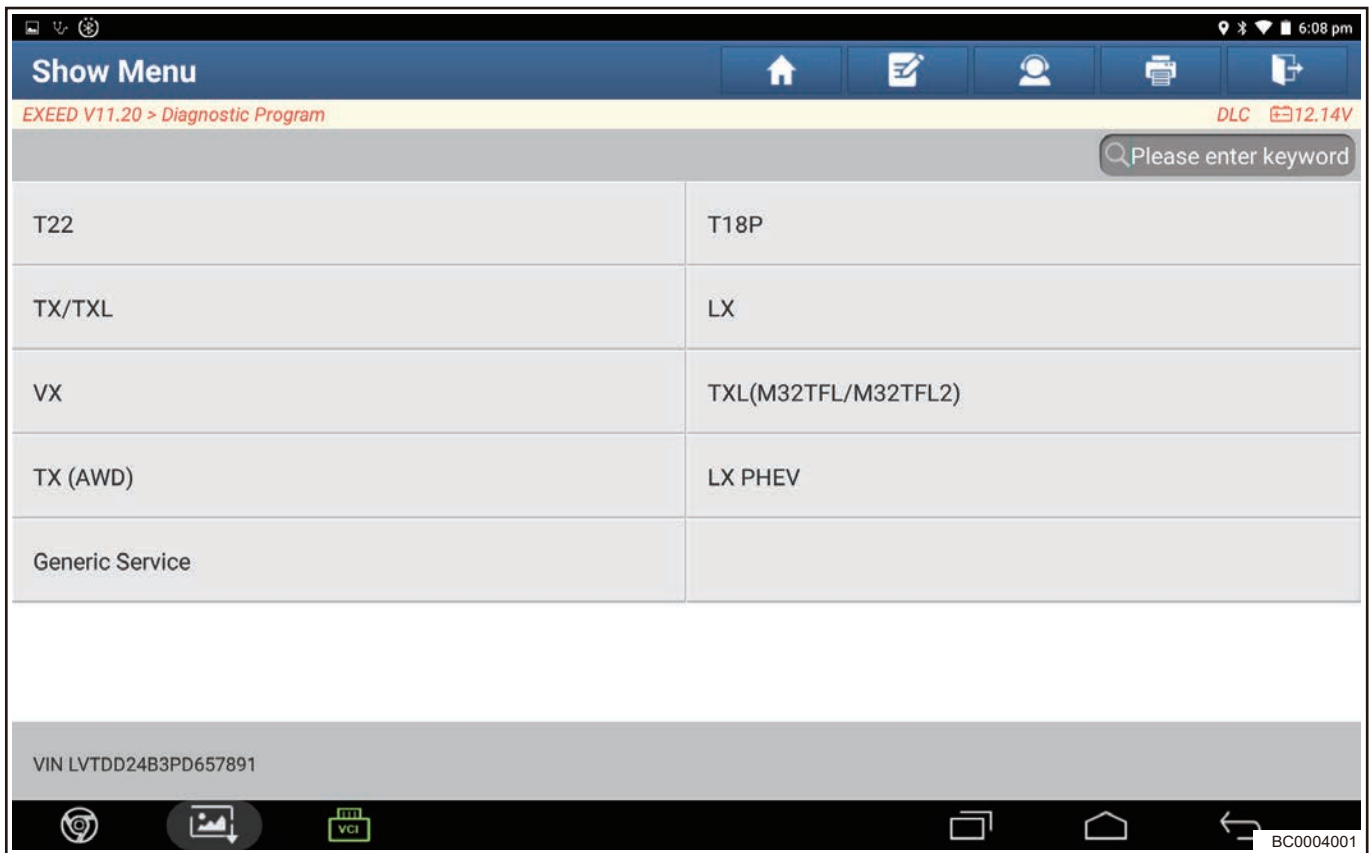 6:08 pm
Show Menu
EXEED V11.20 > Diagnostic Program DLC 12.14V
Please enter keyword
T22 T18P
TX/TXL LX
VX TXL(M32TFL/M32TFL2)
TX (AWD) LX PHEV
Generic Service
VIN LVTDD24B3PD657891
VCI
BC0004001